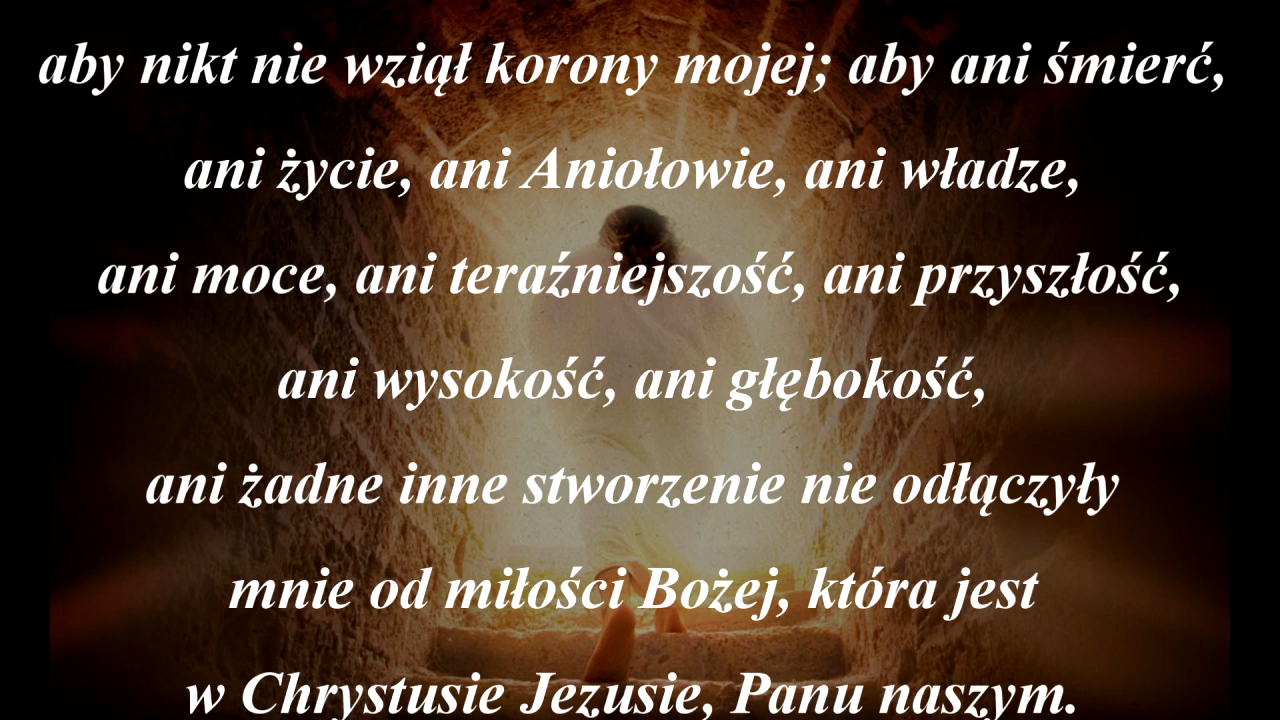 aby nikt nie wziął korony mojej; aby ani śmierć,
ani życie, ani Aniołowie, ani władze,
ani moce, ani teraźniejszość, ani przyszłość,
ani wysokość, ani głębokość,
ani żadne inne stworzenie nie odłączyły
mnie od miłości Bożej, która jest
w Chrystusie Jezusie, Panu naszym.